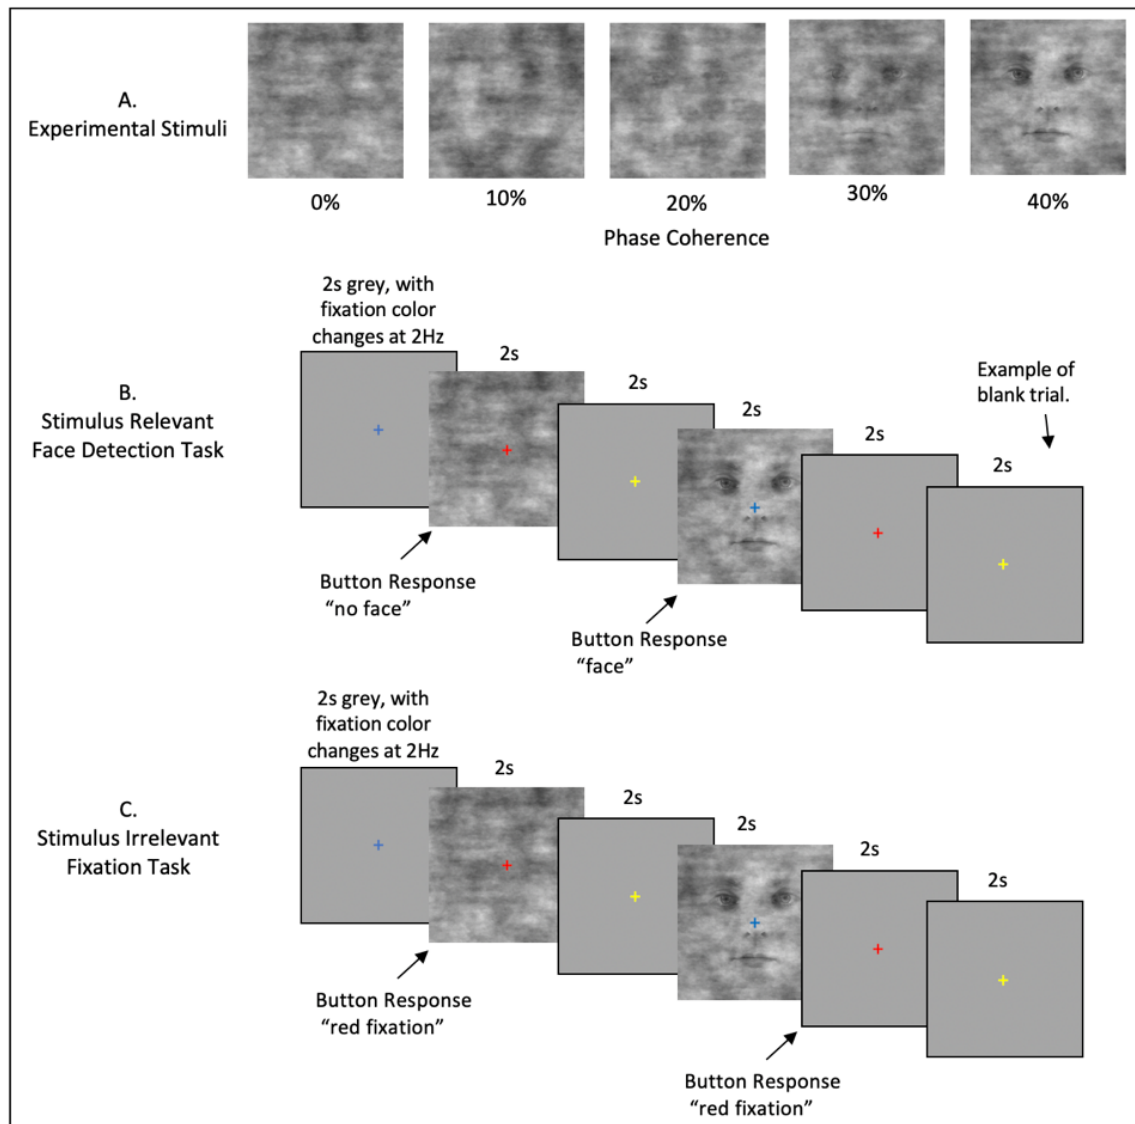 A.
Experimental Stimuli
0%
10%
20%
30%
40%
Phase Coherence
2s grey, with
fixation color
changes at 2Hz
2s
2s
2s
2s
2s
Example of
blank trial.
B.
Stimulus Relevant
Face Detection Task
Button Response
“no face”
Button Response
“face”
2s grey, with
fixation color
changes at 2Hz
2s
2s
2s
2s
2s
C.
Stimulus Irrelevant
Fixation Task
Button Response
“red fixation”
Button Response
“red fixation”